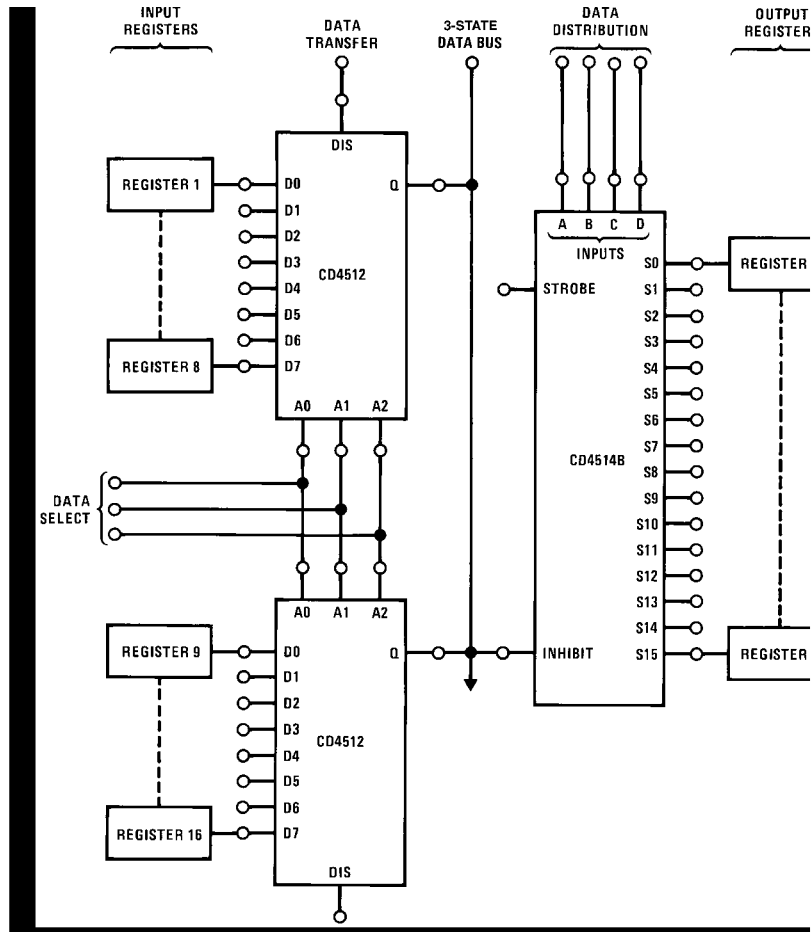 INPUT
REGISTERS
DATA
TRANSFER
3-STATE
DATA BUS
DATA
DISTRIBUTION
OUTPUT
REGISTER
DIS
REGISTER 1
D0
D1
D2
D3
CD4512
D4
D5
D6
D7
Q
REGISTER 8
A0 A1 A2
A B C D
INPUTS
STROBE
CD4514B
INHIBIT
S0
S1
S2
S3
S4
S5
S6
S7
S8
S9
S10
S11
S12
S13
S14
S15
REGISTER
REGISTER
DATA
SELECT
A0 A1 A2
REGISTER 9
D0
D1
D2
D3
CD4512
D4
D5
D6
D7
Q
REGISTER 16
DIS